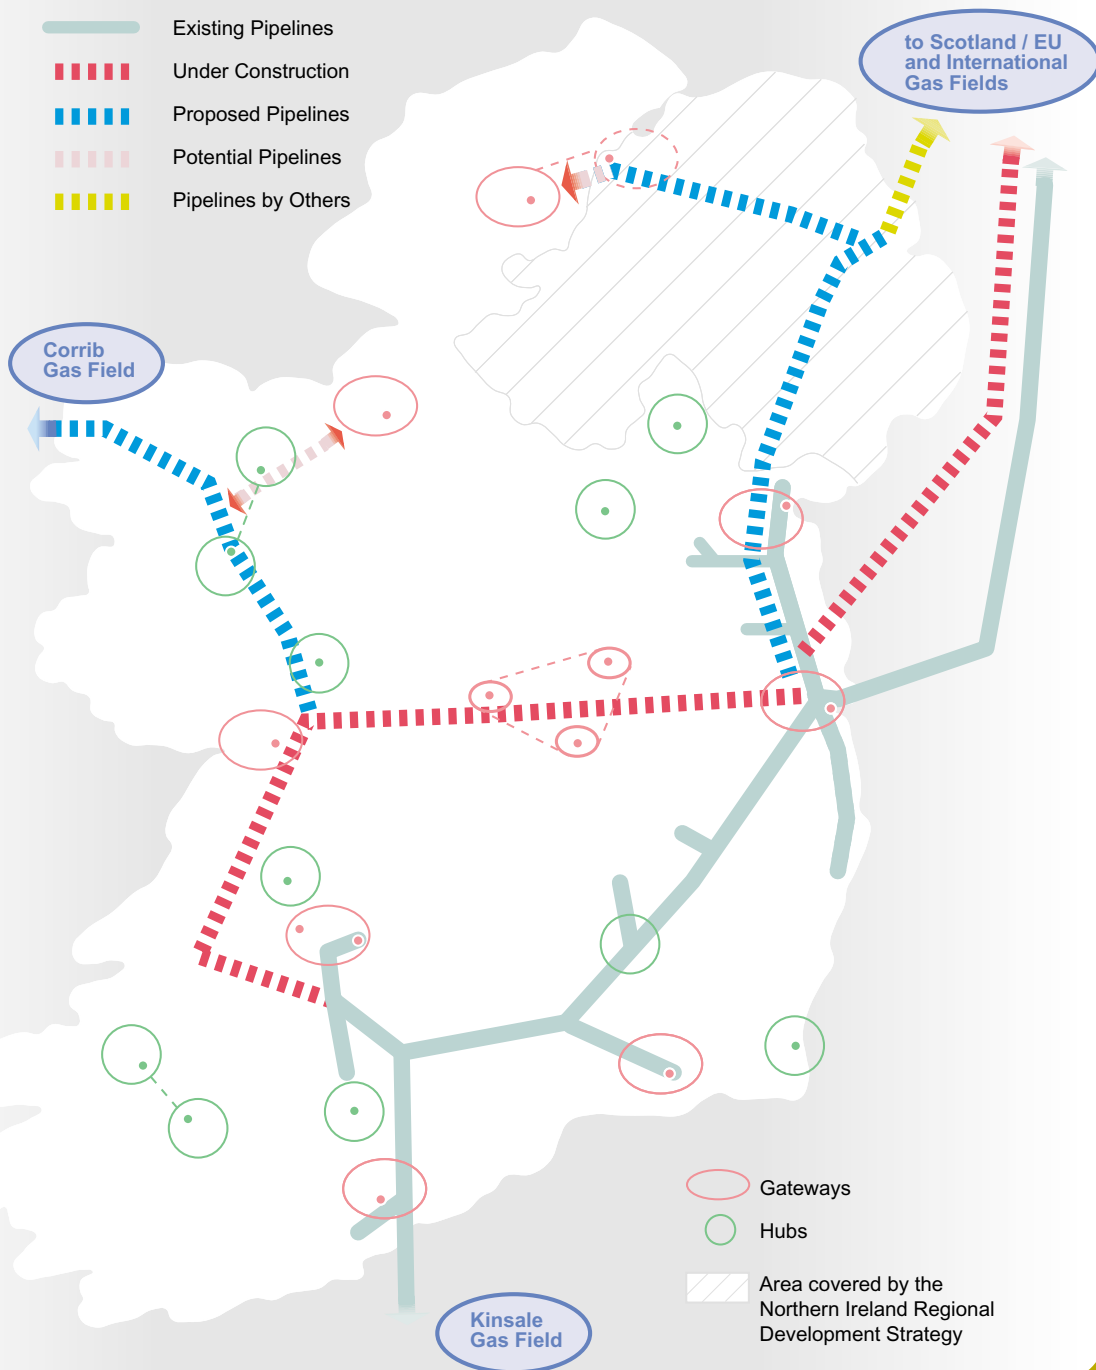 Existing Pipelines
Under Construction
Proposed Pipelines
Potential Pipelines
Pipelines by Others
to Scotland / EU
and International
Gas Fields
Corrib
Gas Field
Gateways
Hubs
Area covered by the
Northern Ireland Regional
Development Strategy
Kinsale
Gas Field